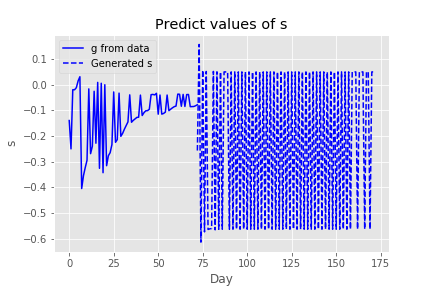 Predict values of s
g from data
Generated s
0.1
0.0
−0.1
−0.2
−0.3
−0.4
−0.5
−0.6
s
0 25 50 75 100 125 150 175
Day